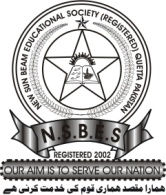 NEW SUN BEAM EDUCATIONAL SOCIETY (REGISTERED) QUETTA PAKISTAN
N.S.B.E.S
REGISTERED 2002
OUR AIM IS TO SERVE OUR NATION
ہمارا مقصد ہماری قوم کی خدمت کرنی ہے